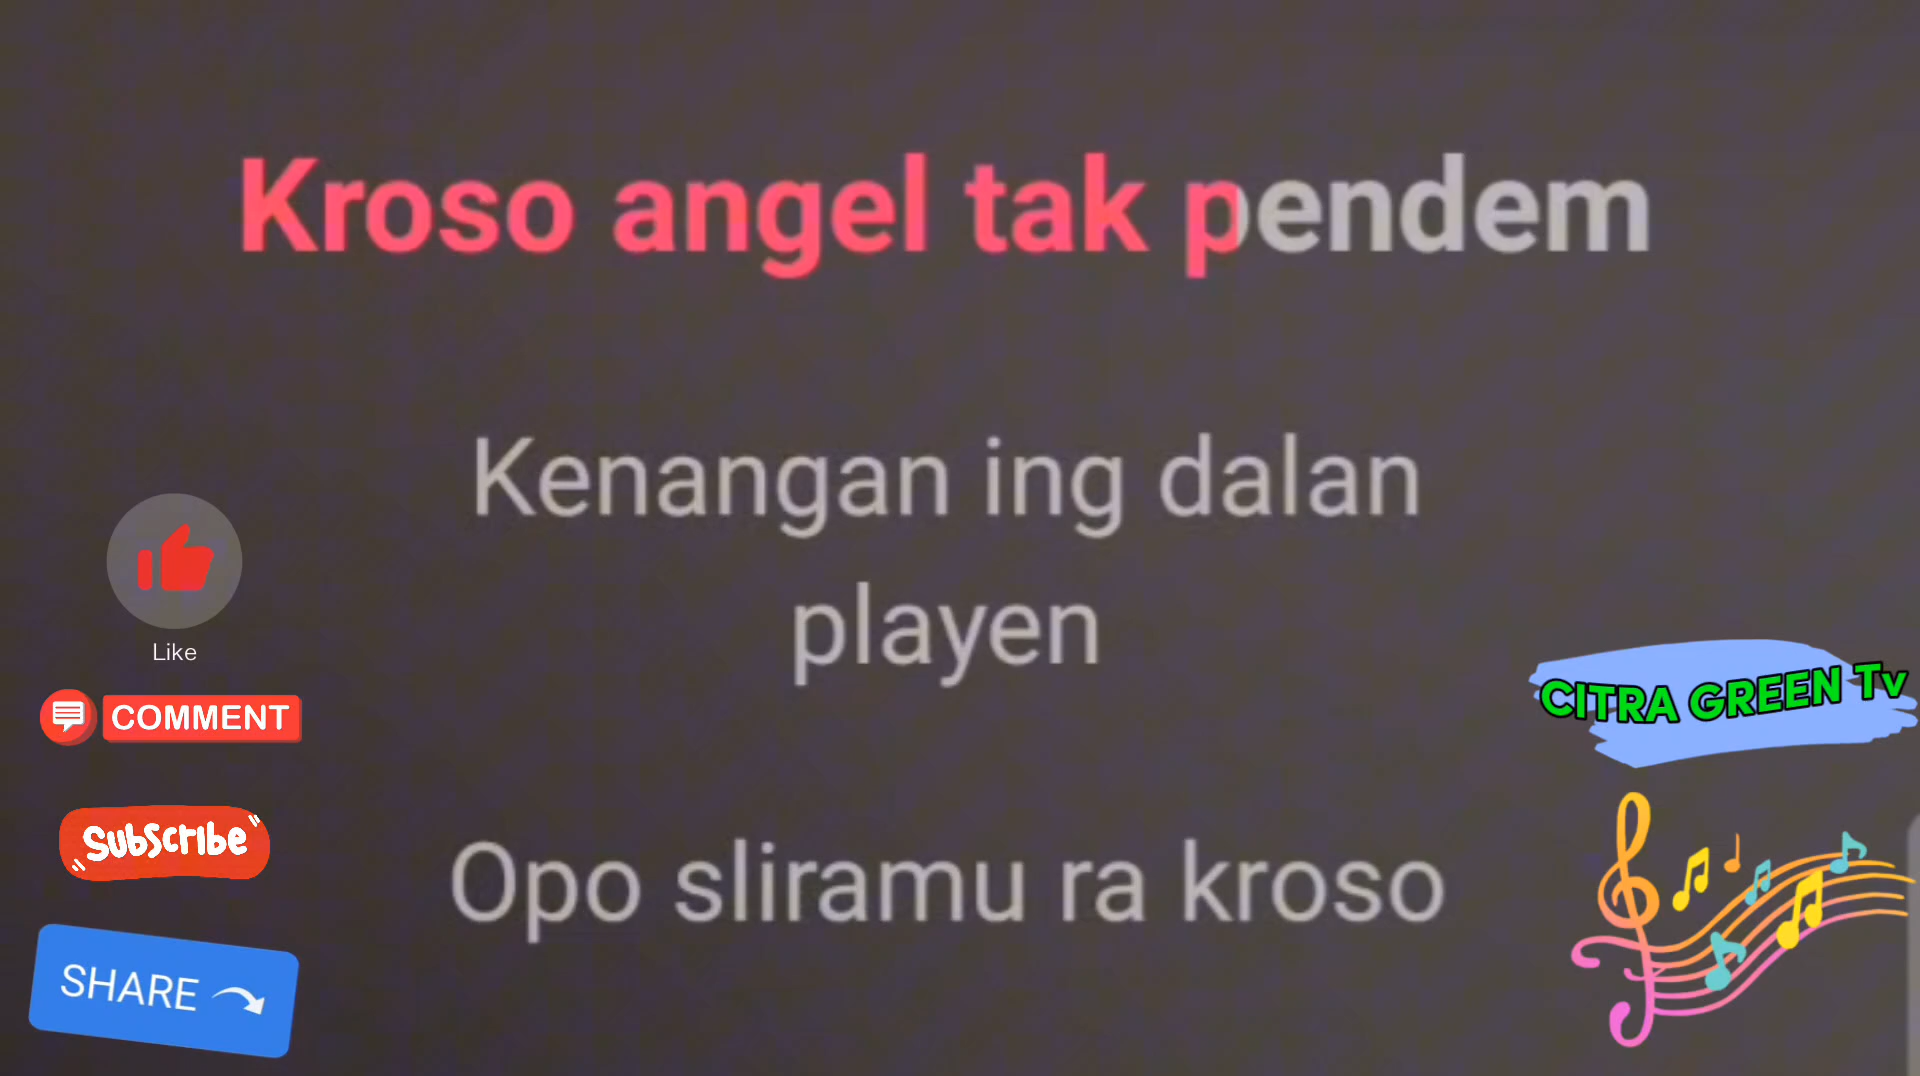 Kroso angel tak pendem
Kenangan ing dalan
playen
Opo sliramu ra kroso
Like
COMMENT
Subscribe
SHARE
CITRA GREEN Tv